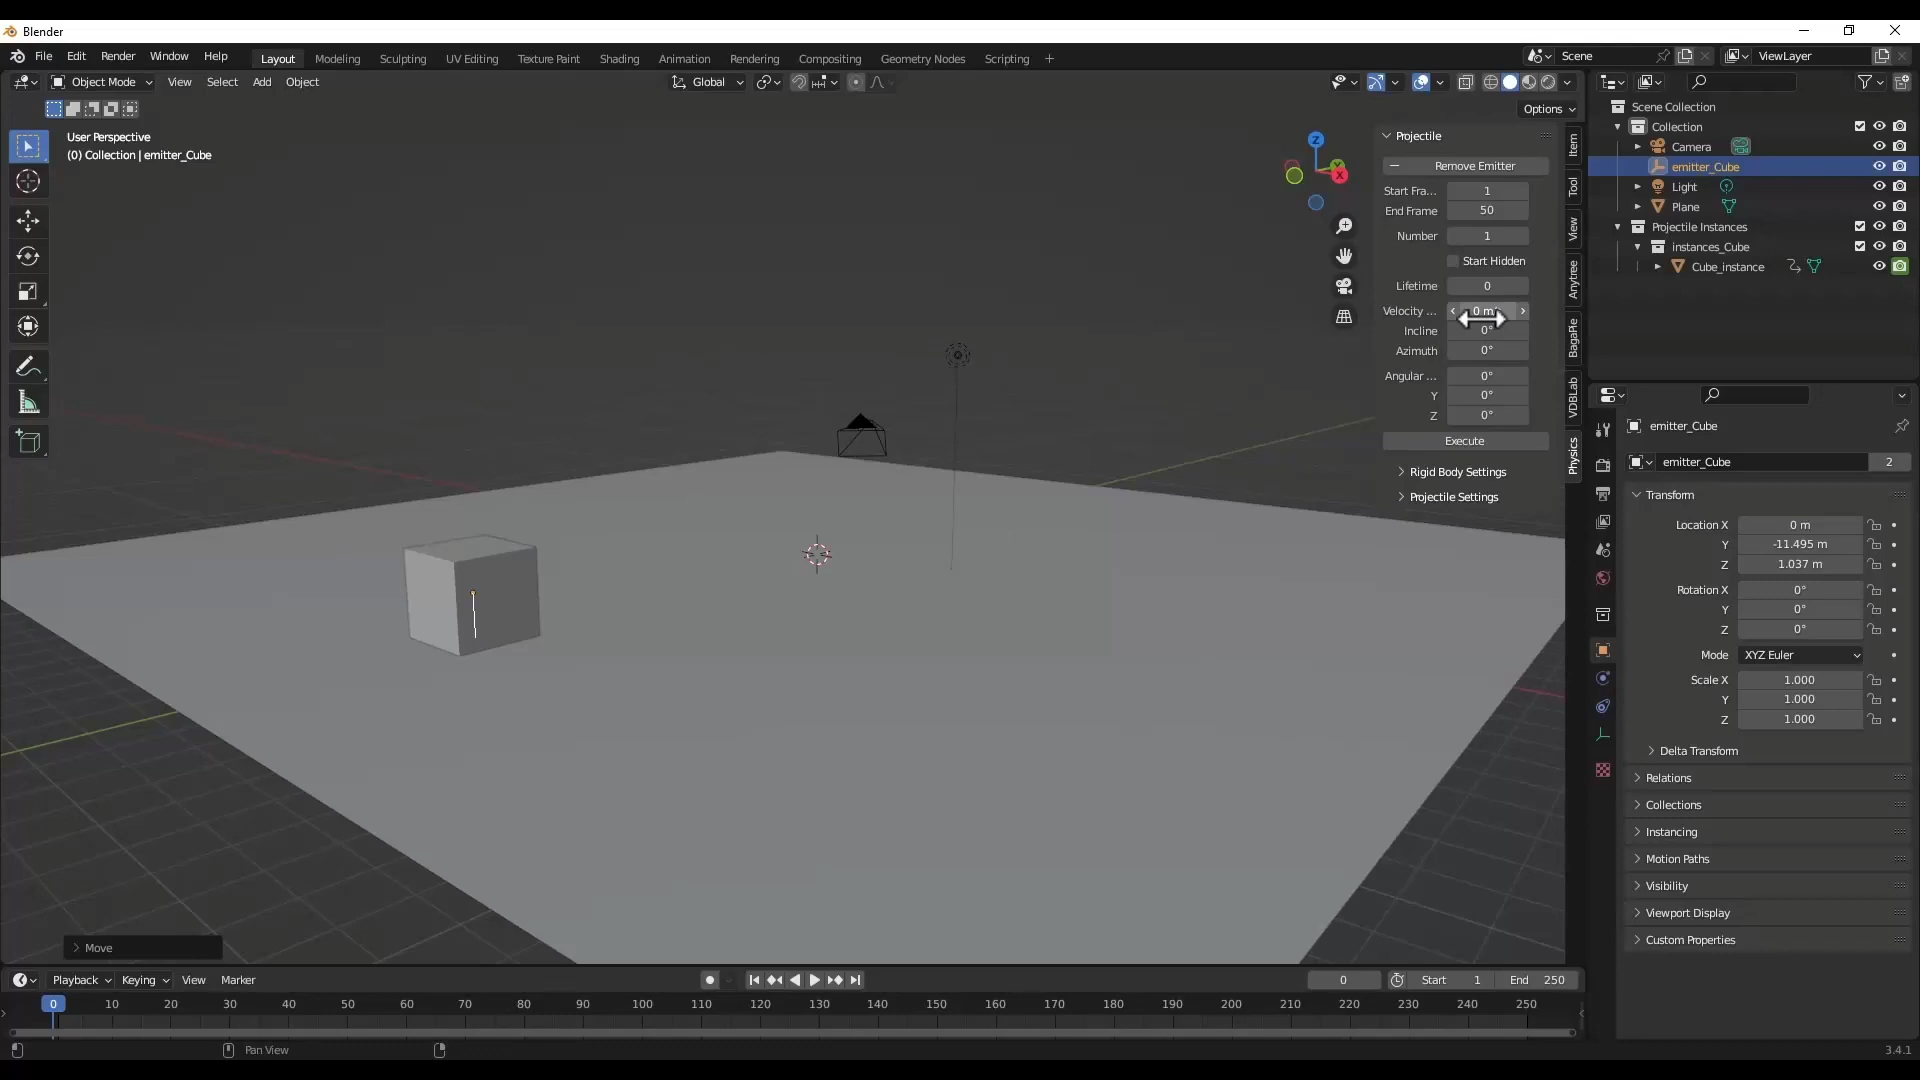 Blender
File Edit Render Window Help
Layout Modeling Sculpting UV Editing Texture Paint Shading Animation Rendering Compositing Geometry Nodes Scripting +
Scene
ViewLayer
Object Mode View Select Add Object
Global
Options
User Perspective
(0) Collection | emitter_Cube
Z
Y
X
Projectile
Remove Emitter
Start Fra... 1
End Frame 50
Number 1
Start Hidden
Lifetime 0
Velocity ... 0 m
Incline 0°
Azimuth 0°
Angular ... 0°
Y 0°
Z 0°
Execute
Rigid Body Settings
Projectile Settings
Item
Tool
View
Anytree
BagaPie
VDBLab
Physics
Scene Collection
Collection
Camera
emitter_Cube
Light
Plane
Projectile Instances
instances_Cube
Cube_instance
emitter_Cube
emitter_Cube 2
Transform
Location X 0 m
Y -11.495 m
Z 1.037 m
Rotation X 0°
Y 0°
Z 0°
Mode XYZ Euler
Scale X 1.000
Y 1.000
Z 1.000
Delta Transform
Relations
Collections
Instancing
Motion Paths
Visibility
Viewport Display
Custom Properties
Move
Playback Keying View Marker
0 Start 1 End 250
0 10 20 30 40 50 60 70 80 90 100 110 120 130 140 150 160 170 180 190 200 210 220 230 240 250
Pan View
3.4.1